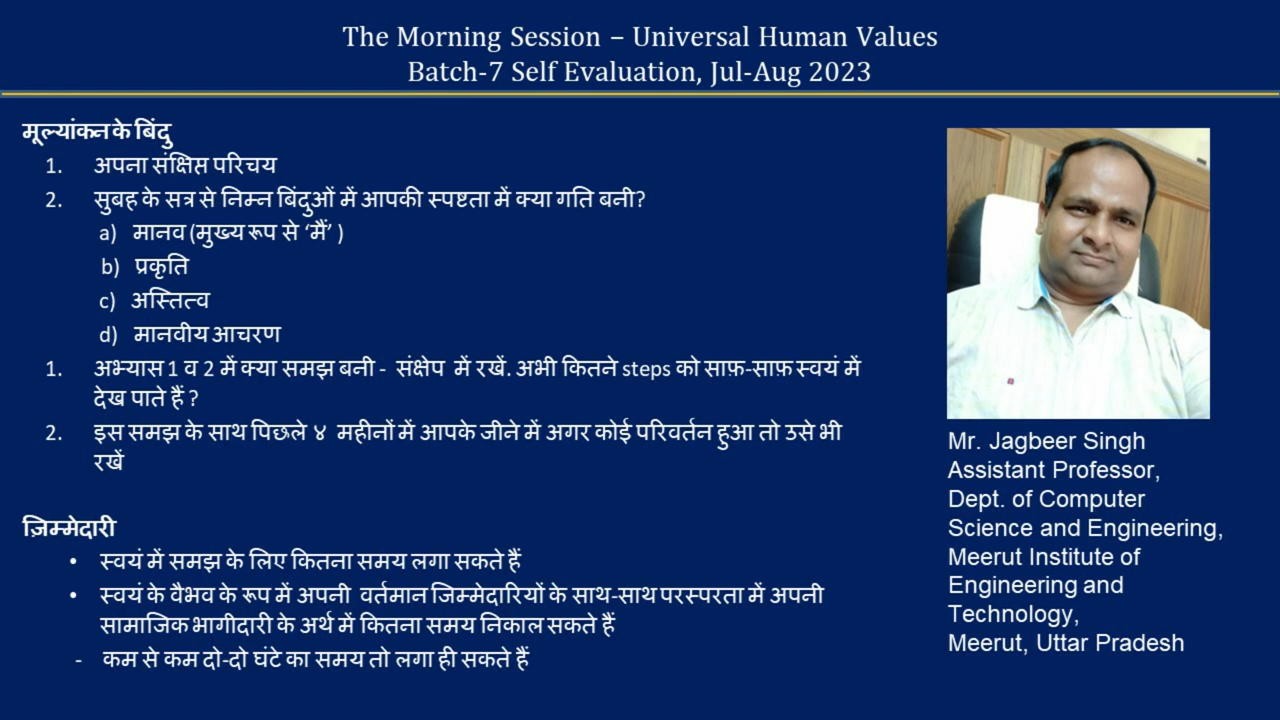 The Morning Session – Universal Human Values
Batch-7 Self Evaluation, Jul-Aug 2023
मूल्यांकन के बिंदु
1. अपना संक्षिप्त परिचय
2. सुबह के सत्र से निम्न बिंदुओं में आपकी स्पष्टता में क्या गति बनी?
a) मानव (मुख्य रूप से ‘मैं’ )
b) प्रकृति
c) अस्तित्व
d) मानवीय आचरण
1. अभ्यास 1 व 2 में क्या समझ बनी - संक्षेप में रखें. अभी कितने steps को साफ़-साफ़ स्वयं में
देख पाते हैं ?
2. इस समझ के साथ पिछले ४ महीनों में आपके जीने में अगर कोई परिवर्तन हुआ तो उसे भी
रखें
ज़िम्मेदारी
• स्वयं में समझ के लिए कितना समय लगा सकते हैं
• स्वयं के वैभव के रूप में अपनी वर्तमान जिम्मेदारियों के साथ-साथ परस्परता में अपनी
सामाजिक भागीदारी के अर्थ में कितना समय निकाल सकते हैं
- कम से कम दो-दो घंटे का समय तो लगा ही सकते हैं
Mr. Jagbeer Singh
Assistant Professor,
Dept. of Computer
Science and Engineering,
Meerut Institute of
Engineering and
Technology,
Meerut, Uttar Pradesh